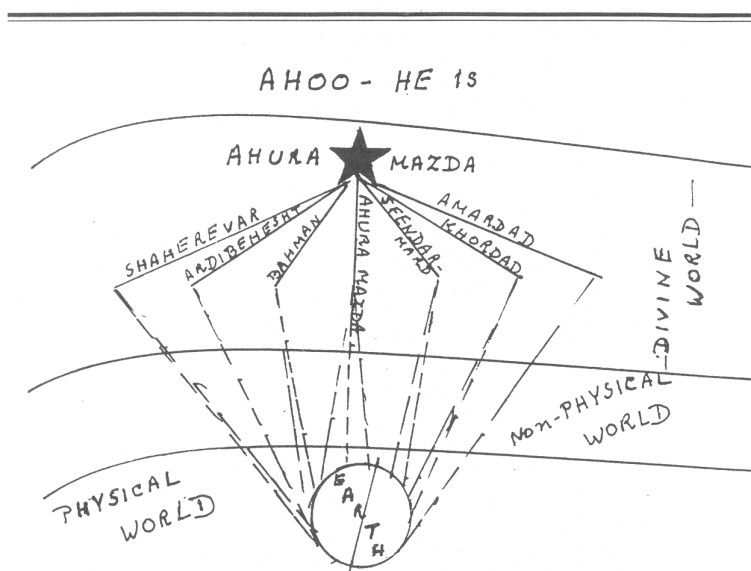 AHOO - HE IS
AHURA MAZDA
SHAHEREVAR
ARDIBEHESHT
BAHMAN
AHURA MAZDA
SFENDAR-
MARD
KHORDAD
AMARDAD
DIVINE
WORLD
NON-PHYSICAL
WORLD
PHYSICAL
WORLD
EARTH